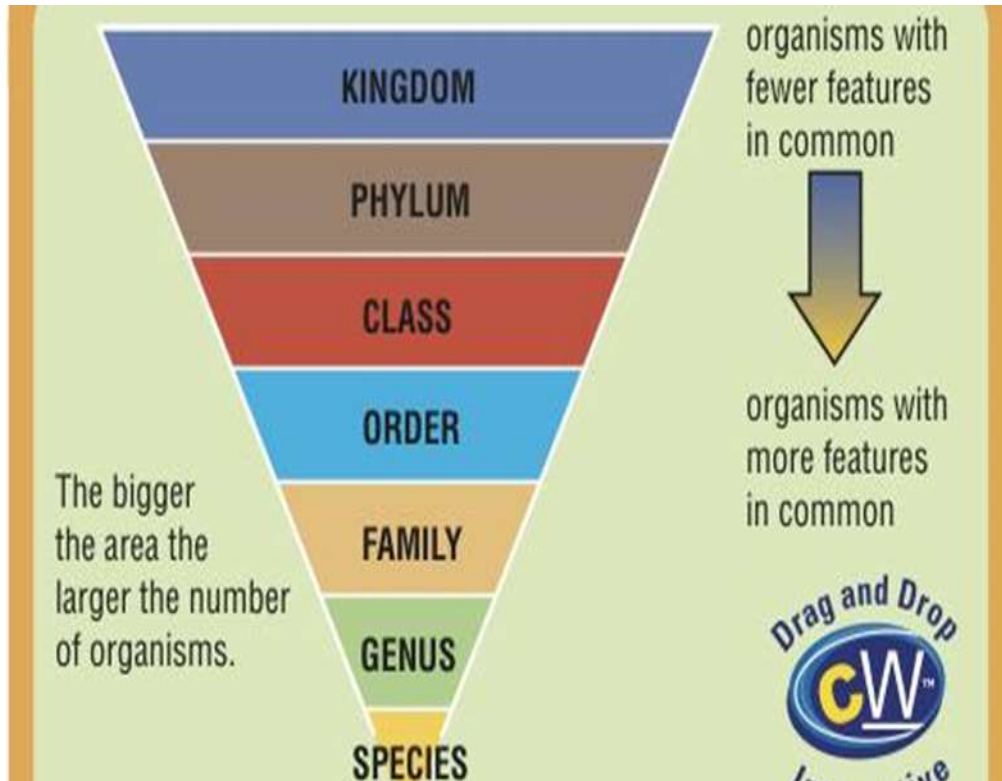 KINGDOM
PHYLUM
CLASS
ORDER
FAMILY
GENUS
SPECIES
organisms with
fewer features
in common
organisms with
more features
in common
The bigger
the area the
larger the number
of organisms.
Drag and Drop
CW™